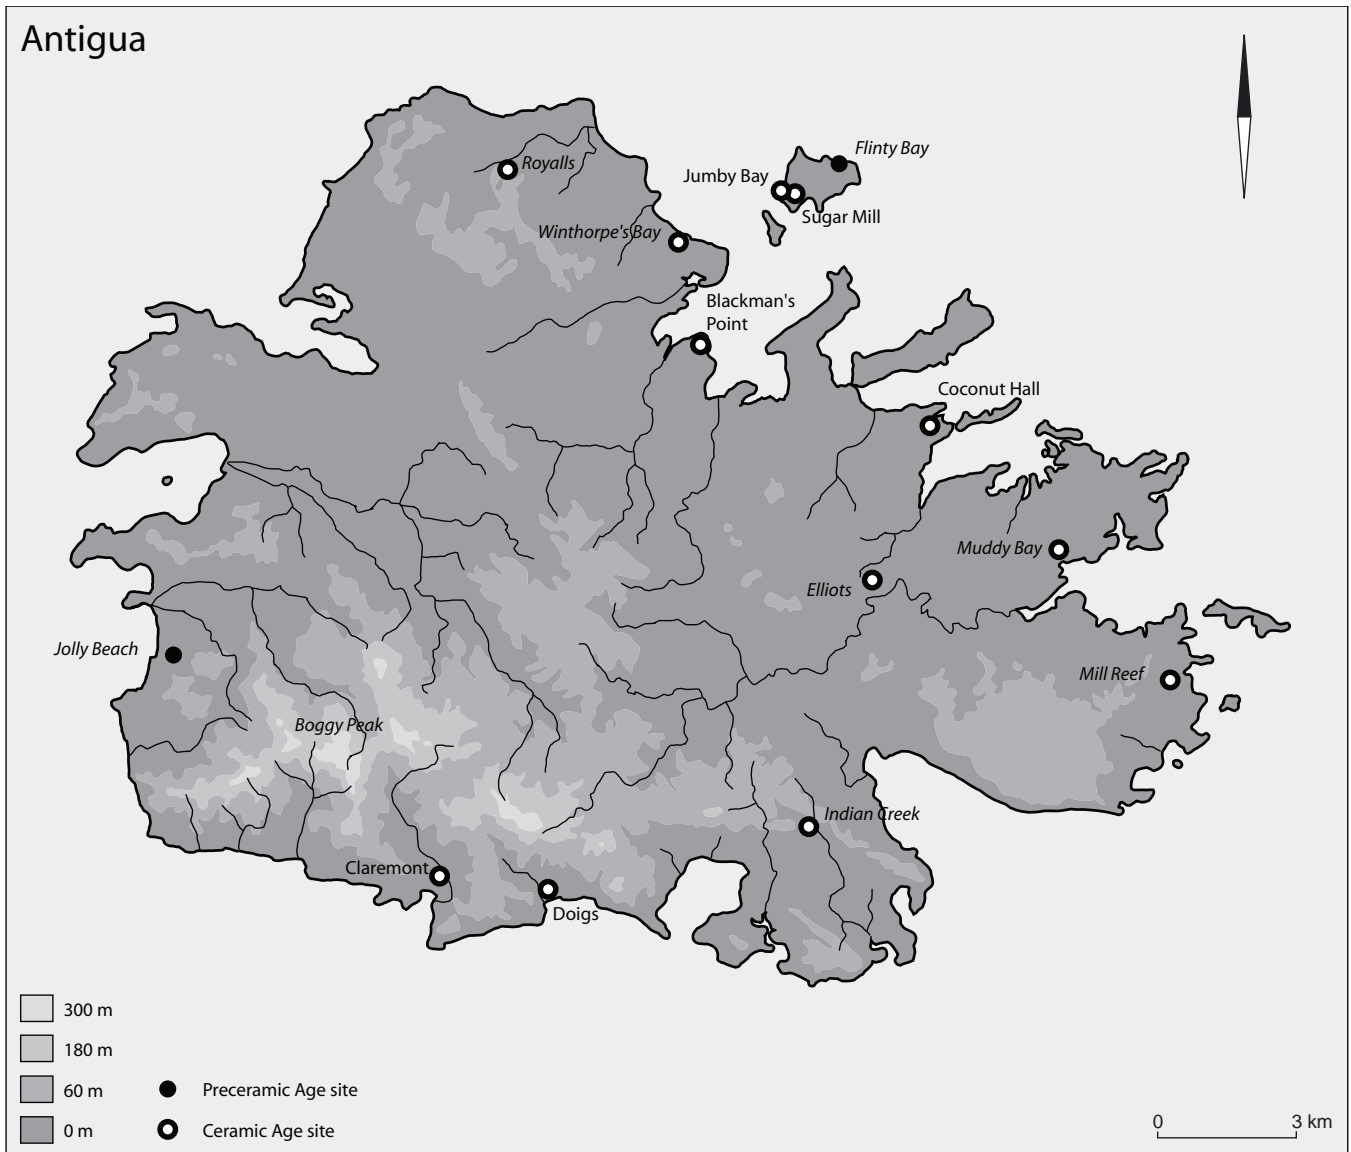 Antigua
Flinty Bay
Royalls
Jumby Bay
Sugar Mill
Winthorpe's Bay
Blackman's
Point
Coconut Hall
Muddy Bay
Elliots
Jolly Beach
Mill Reef
Boggy Peak
Indian Creek
Claremont
Doigs
300 m
180 m
60 m
Preceramic Age site
0 m
Ceramic Age site
0 3 km